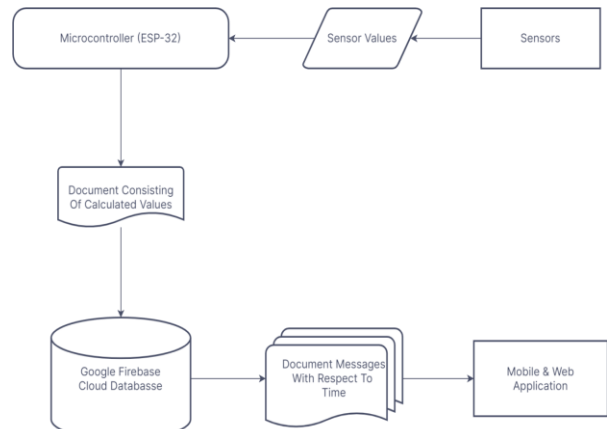 Microcontroller (ESP-32)
Sensor Values
Sensors
Document Consisting
Of Calculated Values
Google Firebase
Cloud Databasse
Document Messages
With Respect To
Time
Mobile & Web
Application